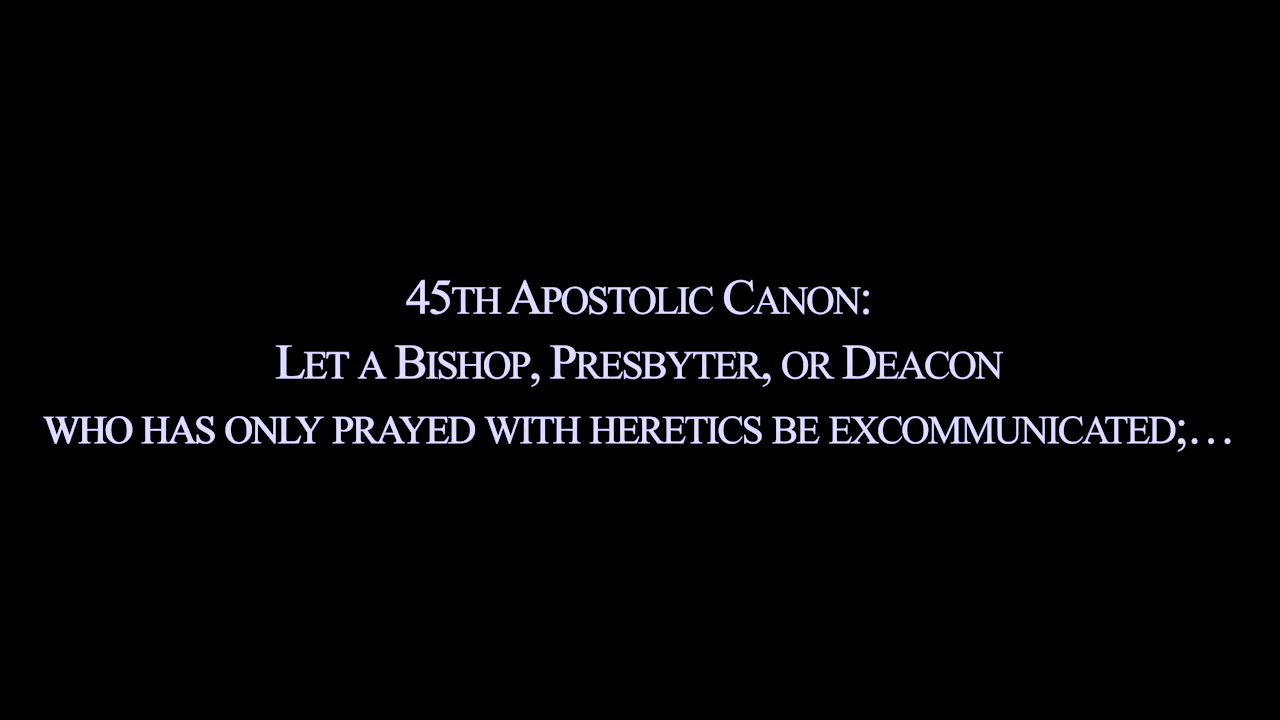 45th Apostolic Canon:
Let a Bishop, Presbyter, or Deacon
who has only prayed with heretics be excommunicated;…